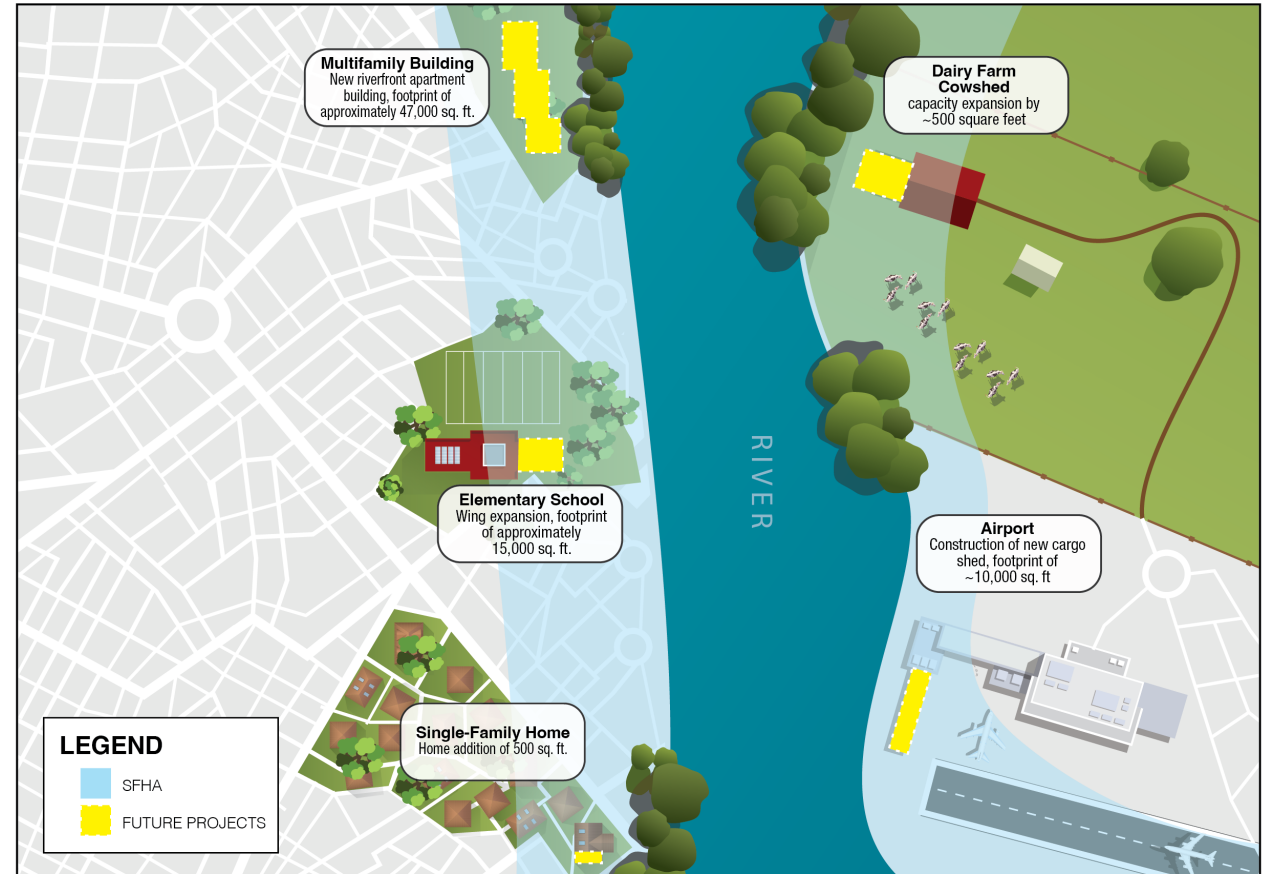 Multifamily Building
New riverfront apartment
building, footprint of
approximately 47,000 sq. ft.
Dairy Farm
Cowshed
capacity expansion by
~500 square feet
Elementary School
Wing expansion, footprint
of approximately
15,000 sq. ft.
RIVER
Airport
Construction of new cargo
shed, footprint of
~10,000 sq. ft
Single-Family Home
Home addition of 500 sq. ft.
LEGEND
SFHA
FUTURE PROJECTS